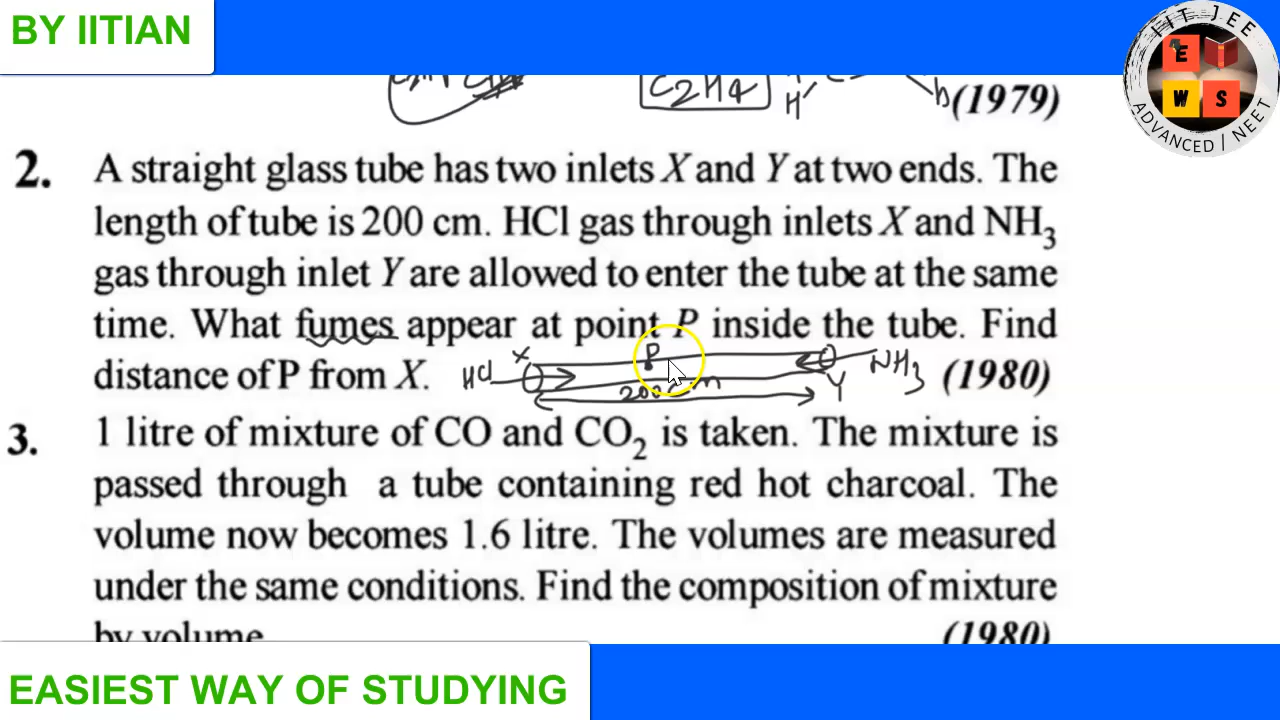 BY IITIAN
IIT JEE
E
W S
ADVANCED / NEET
C2H4
H
b (1979)
2. A straight glass tube has two inlets X and Y at two ends. The
length of tube is 200 cm. HCl gas through inlets X and NH3
gas through inlet Y are allowed to enter the tube at the same
time. What fumes appear at point P inside the tube. Find
distance of P from X. (1980)
X P
HCl NH3
200 cm Y
3. 1 litre of mixture of CO and CO2 is taken. The mixture is
passed through a tube containing red hot charcoal. The
volume now becomes 1.6 litre. The volumes are measured
under the same conditions. Find the composition of mixture
by volume. (1980)
EASIEST WAY OF STUDYING